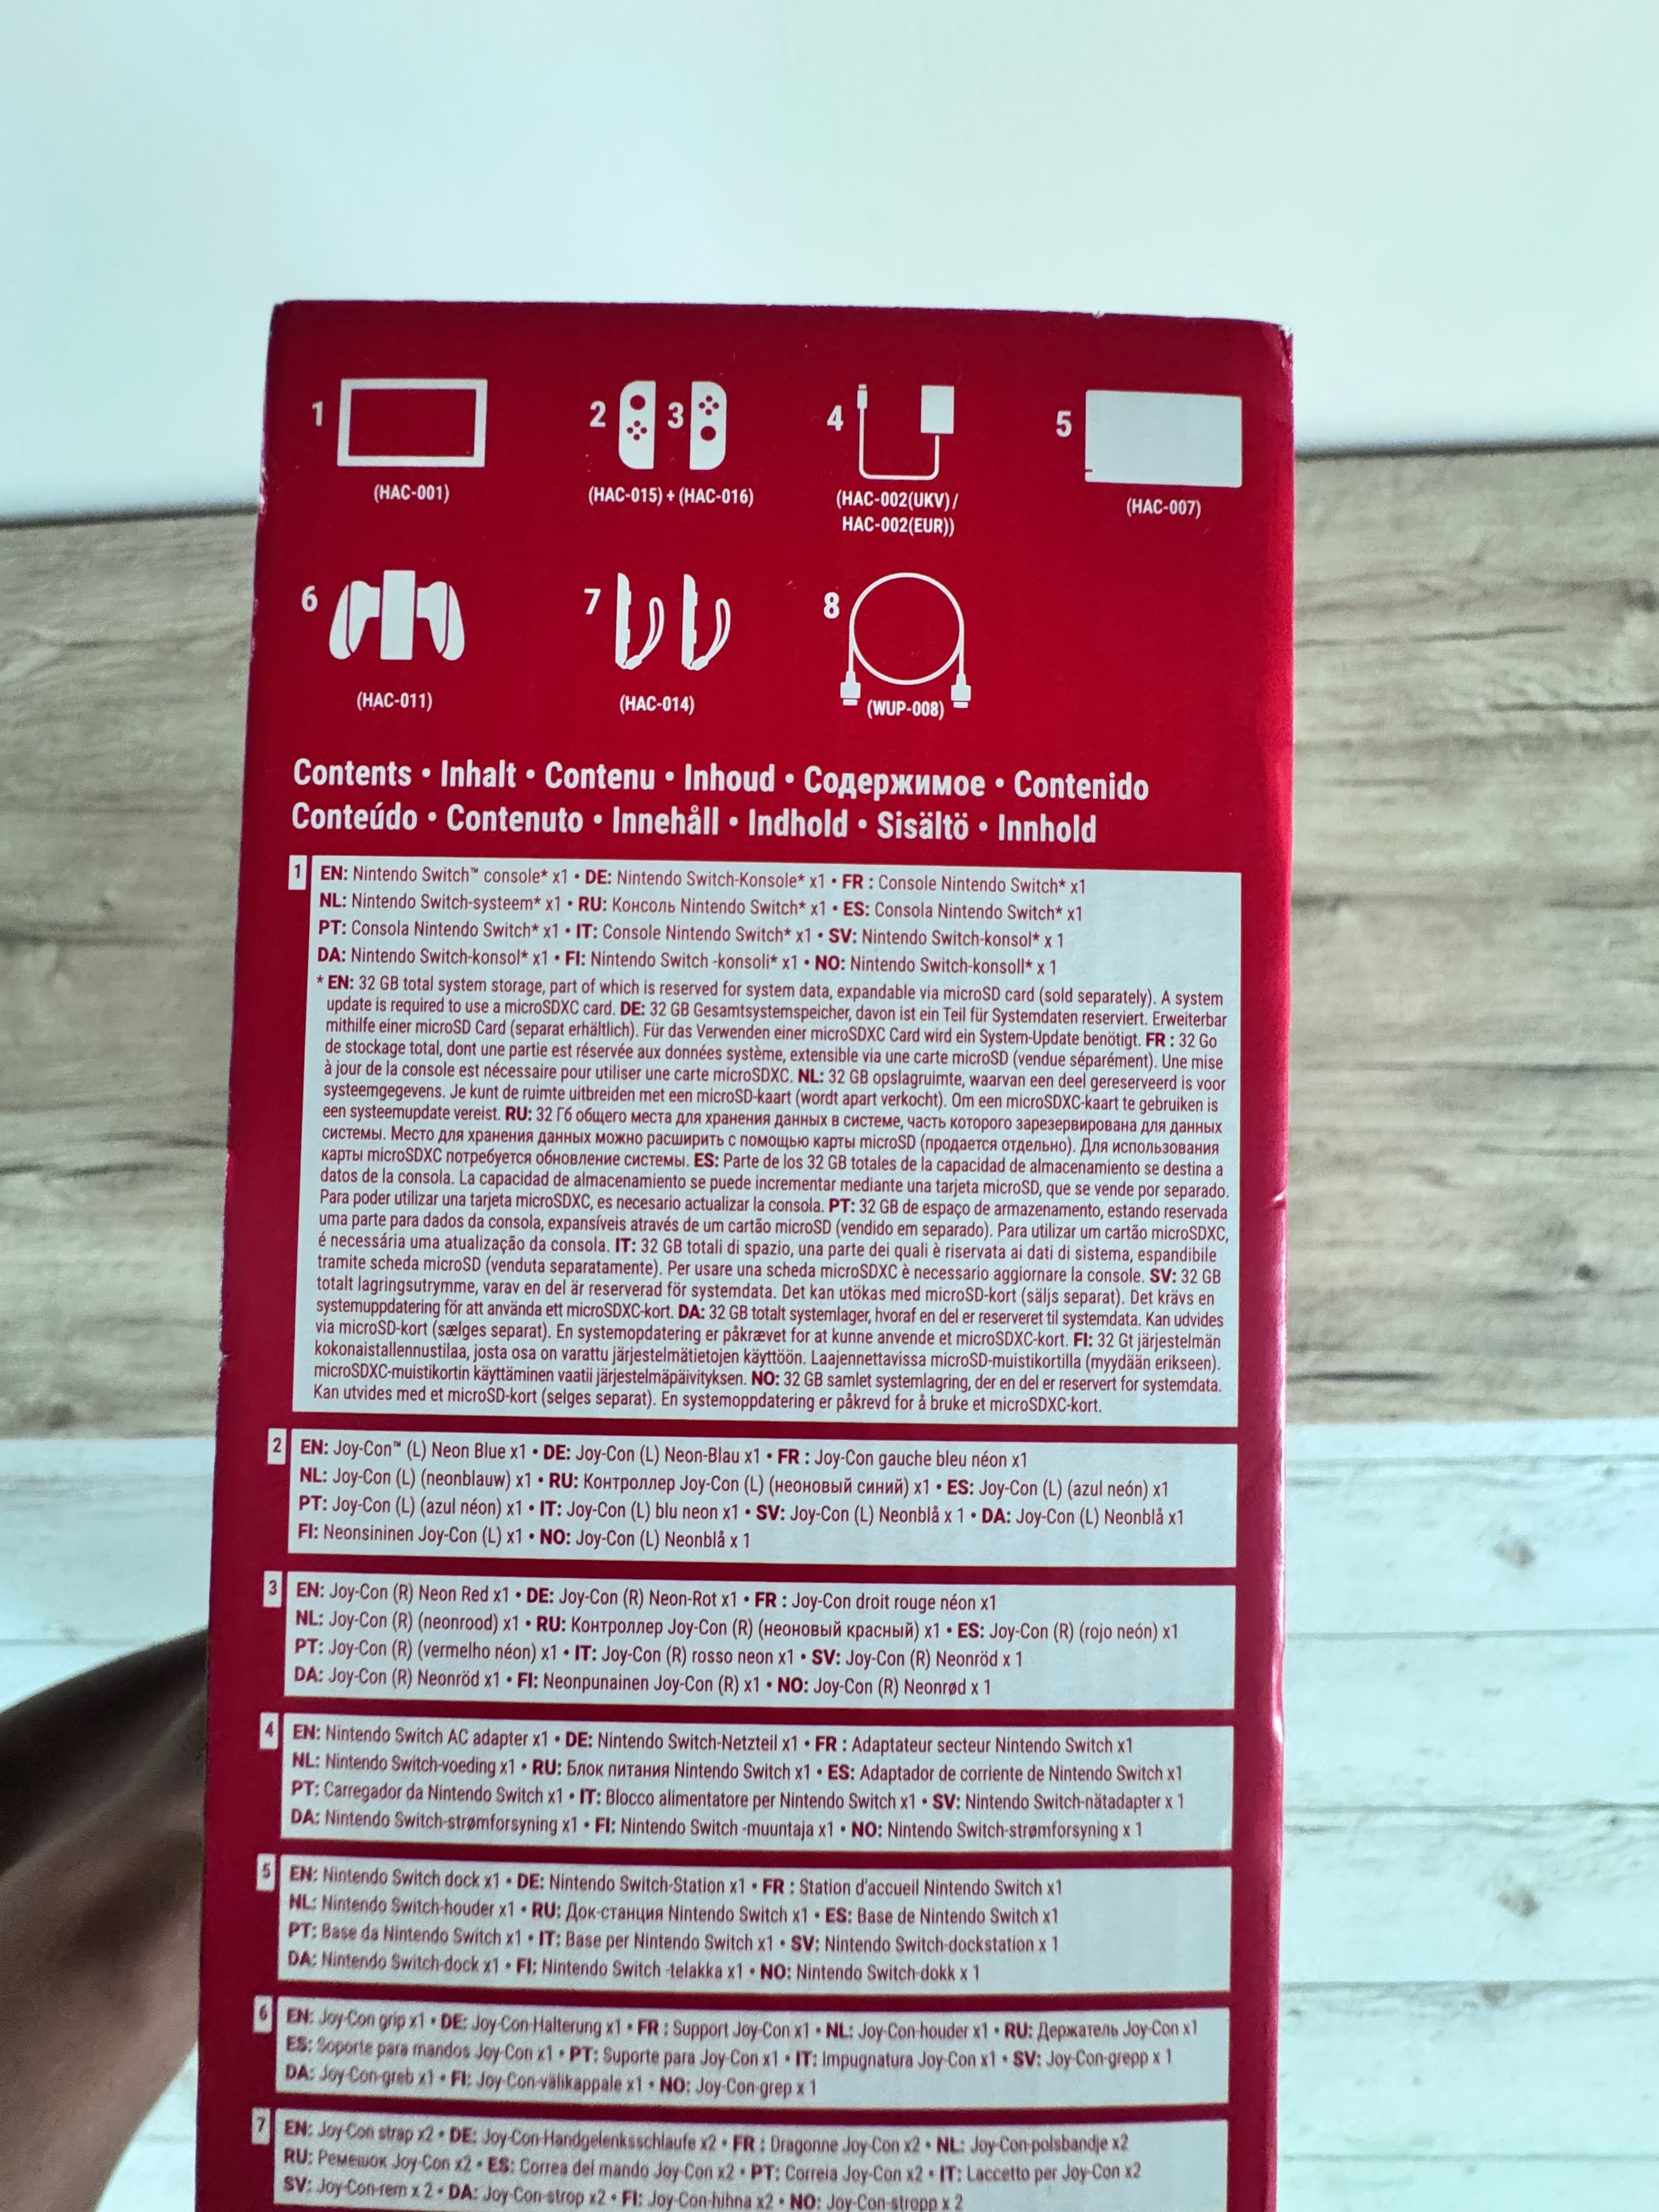 1
2
3
4
5
(HAC-001)
(HAC-015) + (HAC-016)
(HAC-002(UKV) /
HAC-002(EUR))
(HAC-007)
6
7
8
(HAC-011)
(HAC-014)
(WUP-008)
Contents • Inhalt • Contenu • Inhoud • Содержимое • Contenido
Conteúdo • Contenuto • Innehåll • Indhold • Sisältö • Innhold
1 EN: Nintendo Switch™ console* x1 • DE: Nintendo Switch-Konsole* x1 • FR : Console Nintendo Switch* x1
NL: Nintendo Switch-systeem* x1 • RU: Консоль Nintendo Switch* x1 • ES: Consola Nintendo Switch* x1
PT: Consola Nintendo Switch* x1 • IT: Console Nintendo Switch* x1 • SV: Nintendo Switch-konsol* x 1
DA: Nintendo Switch-konsol* x1 • FI: Nintendo Switch -konsoli* x1 • NO: Nintendo Switch-konsoll* x 1
* EN: 32 GB total system storage, part of which is reserved for system data, expandable via microSD card (sold separately). A system
update is required to use a microSDXC card. DE: 32 GB Gesamtsystemspeicher, davon ist ein Teil für Systemdaten reserviert. Erweiterbar
mithilfe einer microSD Card (separat erhältlich). Für das Verwenden einer microSDXC Card wird ein System-Update benötigt. FR : 32 Go
de stockage total, dont une partie est réservée aux données système, extensible via une carte microSD (vendue séparément). Une mise
à jour de la console est nécessaire pour utiliser une carte microSDXC. NL: 32 GB opslagruimte, waarvan een deel gereserveerd is voor
systeemgegevens. Je kunt de ruimte uitbreiden met een microSD-kaart (wordt apart verkocht). Om een microSDXC-kaart te gebruiken is
een systeemupdate vereist. RU: 32 Гб общего места для хранения данных в системе, часть которого зарезервирована для данных
системы. Место для хранения данных можно расширить с помощью карты microSD (продается отдельно). Для использования
карты microSDXC потребуется обновление системы. ES: Parte de los 32 GB totales de la capacidad de almacenamiento se destina a
datos de la consola. La capacidad de almacenamiento se puede incrementar mediante una tarjeta microSD, que se vende por separado.
Para poder utilizar una tarjeta microSDXC, es necesario actualizar la consola. PT: 32 GB de espaço de armazenamento, estando reservada
uma parte para dados da consola, expansíveis através de um cartão microSD (vendido em separado). Para utilizar um cartão microSDXC,
é necessária uma atualização da consola. IT: 32 GB totali di spazio, una parte dei quali è riservata ai dati di sistema, espandibile
tramite scheda microSD (venduta separatamente). Per usare una scheda microSDXC è necessario aggiornare la console. SV: 32 GB
totalt lagringsutrymme, varav en del är reserverad för systemdata. Det kan utökas med microSD-kort (säljs separat). Det krävs en
systemuppdatering för att använda ett microSDXC-kort. DA: 32 GB totalt systemlager, hvoraf en del er reserveret til systemdata. Kan udvides
via microSD-kort (sælges separat). En systemopdatering er påkrævet for at kunne anvende et microSDXC-kort. FI: 32 Gt järjestelmän
kokonaistallennustilaa, josta osa on varattu järjestelmätietojen käyttöön. Laajennettavissa microSD-muistikortilla (myydään erikseen).
microSDXC-muistikortin käyttäminen vaatii järjestelmäpäivityksen. NO: 32 GB samlet systemlagring, der en del er reservert for systemdata.
Kan utvides med et microSD-kort (selges separat). En systemoppdatering er påkrevd for å bruke et microSDXC-kort.
2 EN: Joy-Con™ (L) Neon Blue x1 • DE: Joy-Con (L) Neon-Blau x1 • FR : Joy-Con gauche bleu néon x1
NL: Joy-Con (L) (neonblauw) x1 • RU: Контроллер Joy-Con (L) (неоновый синий) x1 • ES: Joy-Con (L) (azul neón) x1
PT: Joy-Con (L) (azul néon) x1 • IT: Joy-Con (L) blu neon x1 • SV: Joy-Con (L) Neonblå x 1 • DA: Joy-Con (L) Neonblå x1
FI: Neonsininen Joy-Con (L) x1 • NO: Joy-Con (L) Neonblå x 1
3 EN: Joy-Con (R) Neon Red x1 • DE: Joy-Con (R) Neon-Rot x1 • FR : Joy-Con droit rouge néon x1
NL: Joy-Con (R) (neonrood) x1 • RU: Контроллер Joy-Con (R) (неоновый красный) x1 • ES: Joy-Con (R) (rojo neón) x1
PT: Joy-Con (R) (vermelho néon) x1 • IT: Joy-Con (R) rosso neon x1 • SV: Joy-Con (R) Neonröd x 1
DA: Joy-Con (R) Neonröd x1 • FI: Neonpunainen Joy-Con (R) x1 • NO: Joy-Con (R) Neonrød x 1
4 EN: Nintendo Switch AC adapter x1 • DE: Nintendo Switch-Netzteil x1 • FR : Adaptateur secteur Nintendo Switch x1
NL: Nintendo Switch-voeding x1 • RU: Блок питания Nintendo Switch x1 • ES: Adaptador de corriente de Nintendo Switch x1
PT: Carregador da Nintendo Switch x1 • IT: Blocco alimentatore per Nintendo Switch x1 • SV: Nintendo Switch-nätadapter x 1
DA: Nintendo Switch-strømforsyning x1 • FI: Nintendo Switch -muuntaja x1 • NO: Nintendo Switch-strømforsyning x 1
5 EN: Nintendo Switch dock x1 • DE: Nintendo Switch-Station x1 • FR : Station d'accueil Nintendo Switch x1
NL: Nintendo Switch-houder x1 • RU: Док-станция Nintendo Switch x1 • ES: Base de Nintendo Switch x1
PT: Base da Nintendo Switch x1 • IT: Base per Nintendo Switch x1 • SV: Nintendo Switch-dockstation x 1
DA: Nintendo Switch-dock x1 • FI: Nintendo Switch -telakka x1 • NO: Nintendo Switch-dokk x 1
6 EN: Joy-Con grip x1 • DE: Joy-Con-Halterung x1 • FR : Support Joy-Con x1 • NL: Joy-Con-houder x1 • RU: Держатель Joy-Con x1
ES: Soporte para mandos Joy-Con x1 • PT: Suporte para Joy-Con x1 • IT: Impugnatura Joy-Con x1 • SV: Joy-Con-grepp x 1
DA: Joy-Con-greb x1 • FI: Joy-Con-välikappale x1 • NO: Joy-Con-grep x 1
7 EN: Joy-Con strap x2 • DE: Joy-Con-Handgelenksschlaufe x2 • FR : Dragonne Joy-Con x2 • NL: Joy-Con-polsbandje x2
RU: Ремешок Joy-Con x2 • ES: Correa del mando Joy-Con x2 • PT: Correia Joy-Con x2 • IT: Laccetto per Joy-Con x2
SV: Joy-Con-rem x 2 • DA: Joy-Con-strop x2 • FI: Joy-Con-hihna x2 • NO: Joy-Con-stropp x 2